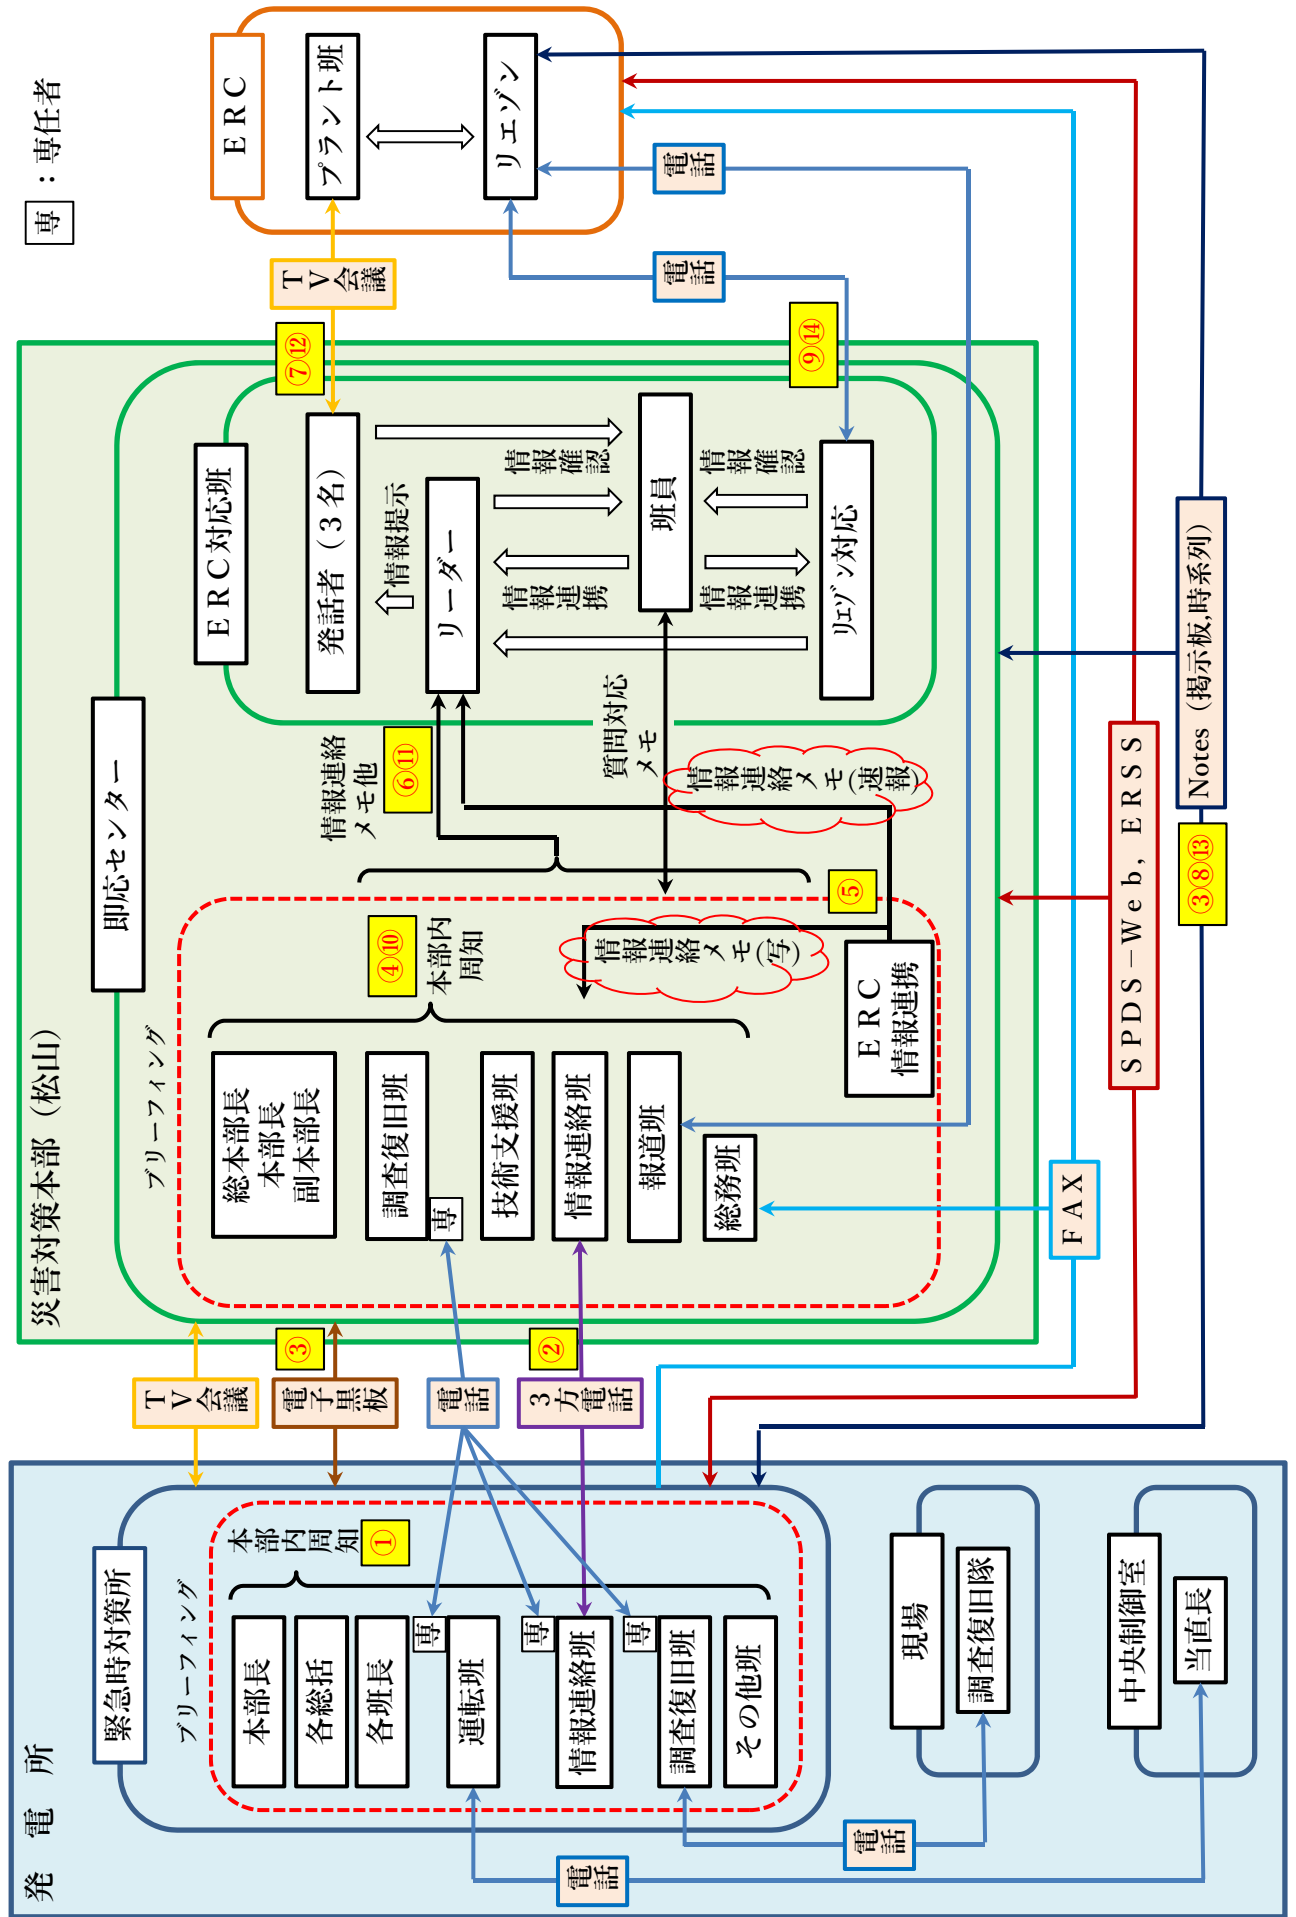 発 電 所
緊急時対策所
ブリーフィング
本部内
周知
①
本部長
各総括
各班長
運転班
専
情報連絡班
専
調査復旧班
専
その他班
現場
調査復旧隊
中央制御室
当直長
電話
電話
TV
会議
電子
黒板
電話
3方
電話
③
②
災害対策本部（松山）
即応センター
ブリーフィング
総本部長
本部長
副本部長
調査復旧班
専
技術支援班
情報連絡班
報道班
総務班
④⑩
本部内
周知
情報連絡
メモ(写)
⑤
ERC
情報連携
情報連絡
メモ他
⑥⑪
質問対応
メモ
情報連絡
メモ(速報)
ERC対応班
発話者（3名）
情報提示
リーダー
情報
確認
情報
連携
班員
情報
確認
情報
連携
リエゾン対応
⑦⑫
⑨⑭
TV
会議
電話
電話
専：専任者
ERC
プラント班
リエゾン
FAX
SPDS－Web, ERSS
Notes（掲示板,時系列）
③⑧⑬